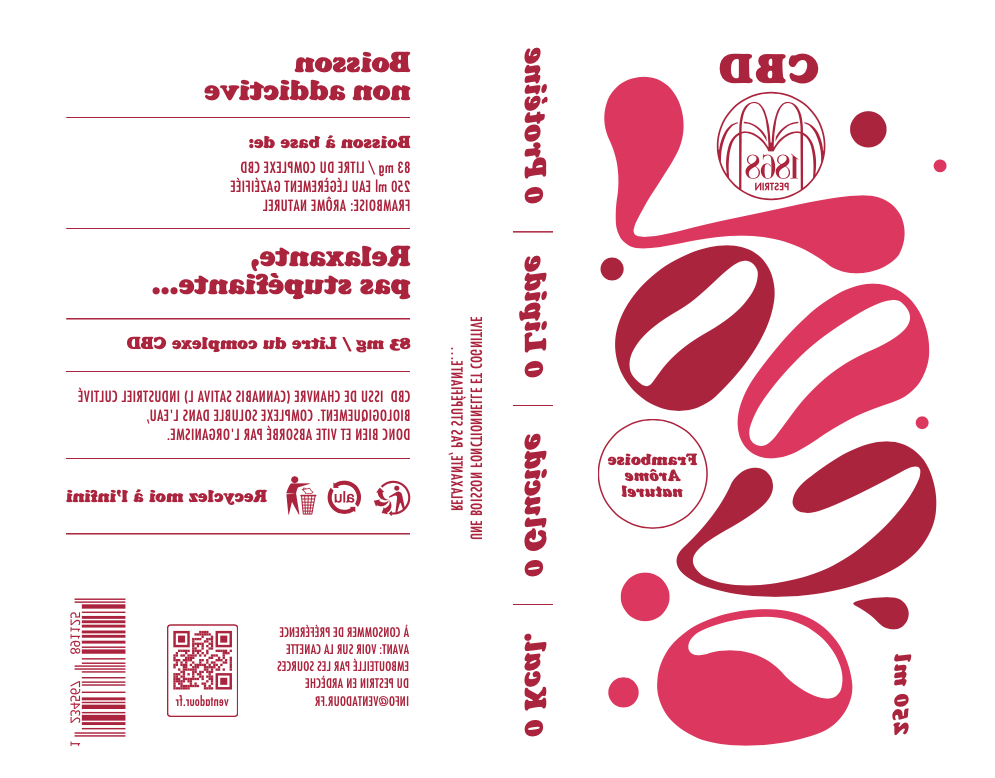 Boisson
non addictive
Boisson à base de:
83 mg / LITRE DU COMPLEXE CBD
250 ml EAU LÉGÈREMENT GAZÉIFIÉE
FRAMBOISE: ARÔME NATUREL
Relaxante,
pas stupéfiante...
83 mg / Litre du complexe CBD
CBD ISSU DE CHANVRE (CANNABIS SATIVA L) INDUSTRIEL CULTIVÉ
BIOLOGIQUEMENT. COMPLEXE SOLUBLE DANS L'EAU,
DONC BIEN ET VITE ABSORBÉ PAR L'ORGANISME.
alu
Recyclez moi à l'infini
À CONSOMMER DE PRÉFÉRENCE
AVANT: VOIR SUR LA CANETTE
EMBOUTEILLÉ PAR LES SOURCES
DU PESTRIN EN ARDÈCHE
INFO@VENTADOUR.FR
ventadour.fr
1 234567 891125
RELAXANTE, PAS STUPEFIANTE...
UNE BOISSON FONCTIONNELLE ET COGNITIVE
0 Protéine
0 Lipide
0 Glucide
0 Kcal.
CBD
1868
PESTRIN
Framboise
Arôme
naturel
250 ml